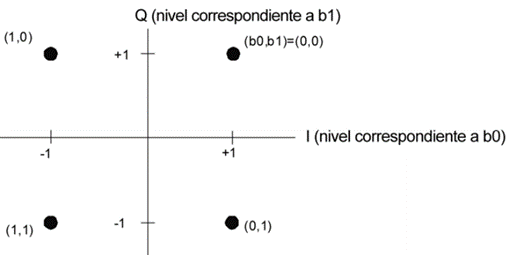 Q (nivel correspondiente a b1)
(1,0)
(b0,b1)=(0,0)
+1
I (nivel correspondiente a b0)
-1
+1
-1
(1,1)
(0,1)